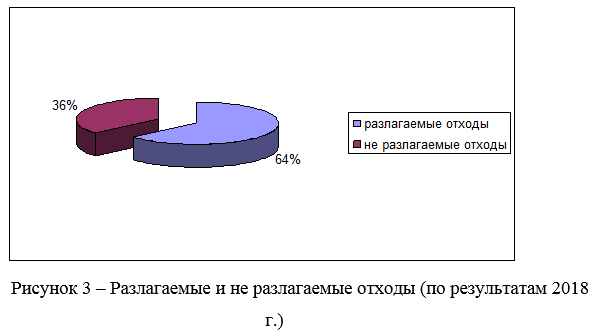 36%
64%
разлагаемые отходы
не разлагаемые отходы
Рисунок 3 – Разлагаемые и не разлагаемые отходы (по результатам 2018
г.)